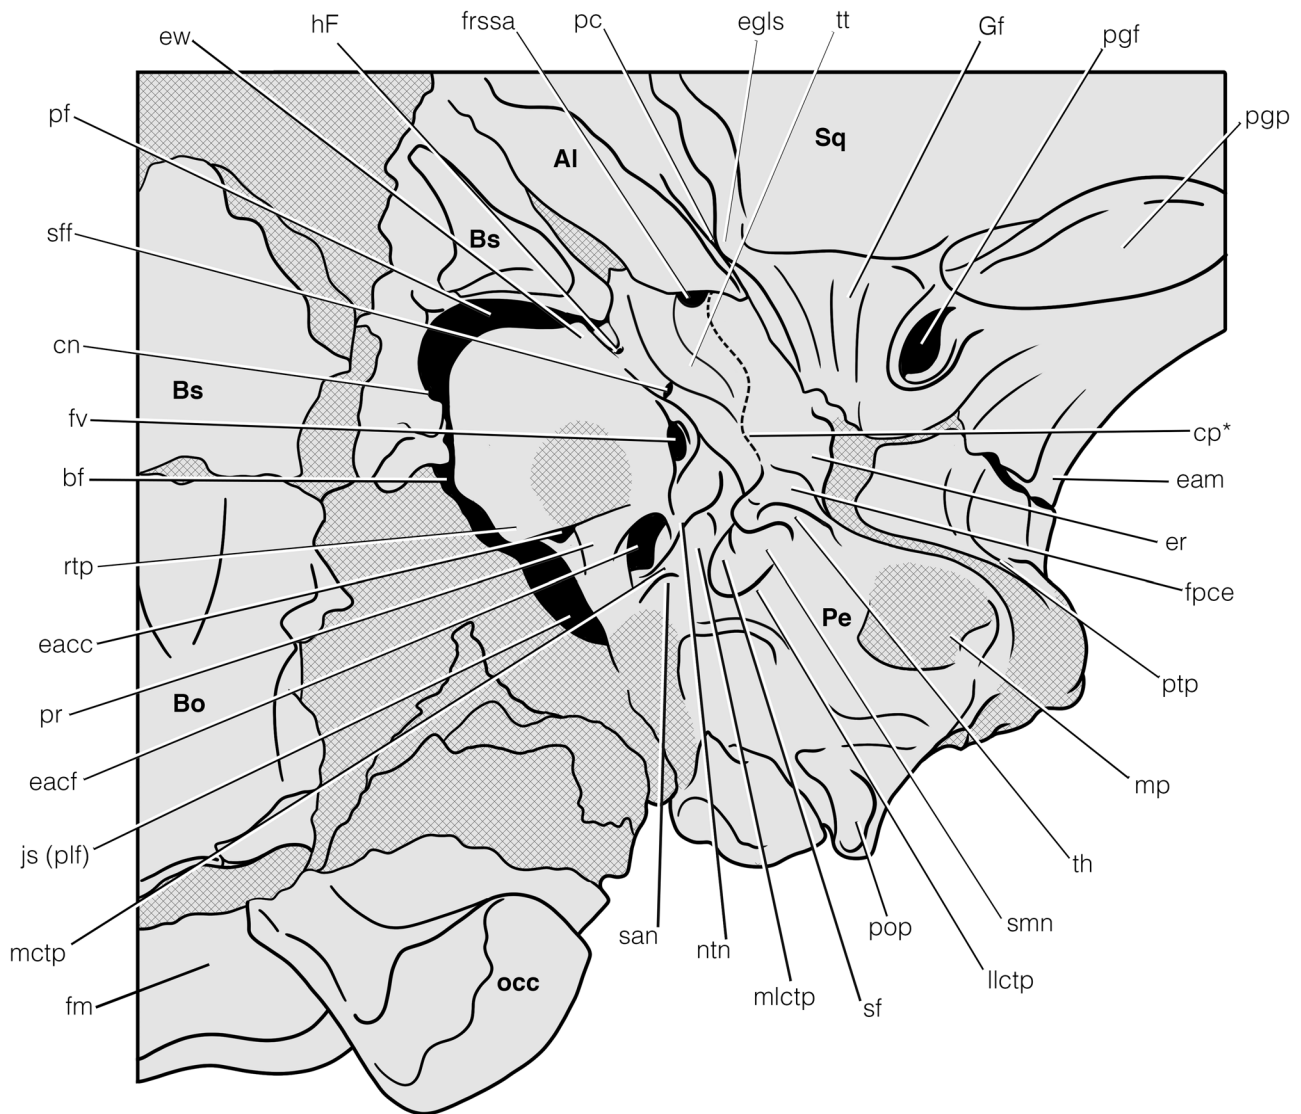 ew
hF
frssa
pc
egls
tt
Gf
pgf
pf
pgp
Sq
Al
sff
Bs
cn
Bs
fv
cp*
bf
eam
rtp
er
eacc
fpce
Pe
pr
Bo
ptp
eacf
mp
js (plf)
th
mctp
san
ntn
pop
smn
fm
occ
mlctp
sf
llctp